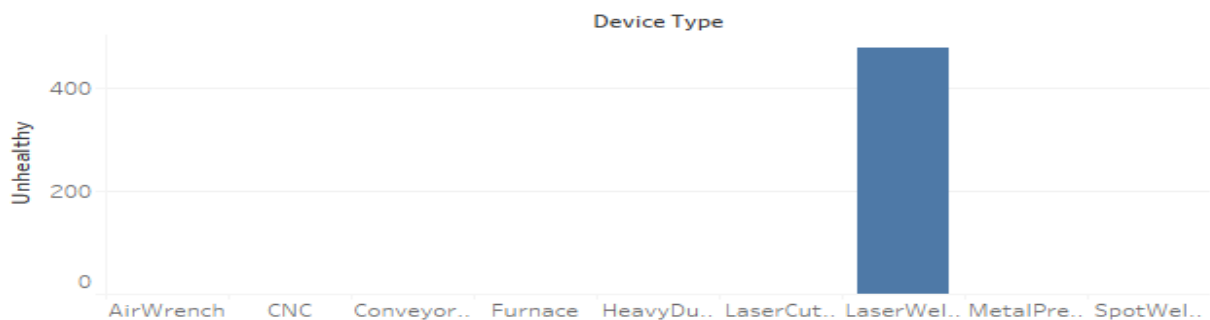 Device Type
Unhealthy
400
200
0
AirWrench CNC Conveyor.. Furnace HeavyDu.. LaserCut.. LaserWel.. MetalPre.. SpotWel..